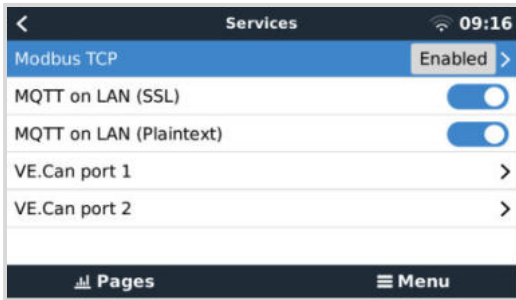 Services 09:16
Modbus TCP Enabled
MQTT on LAN (SSL)
MQTT on LAN (Plaintext)
VE.Can port 1
VE.Can port 2
Pages Menu